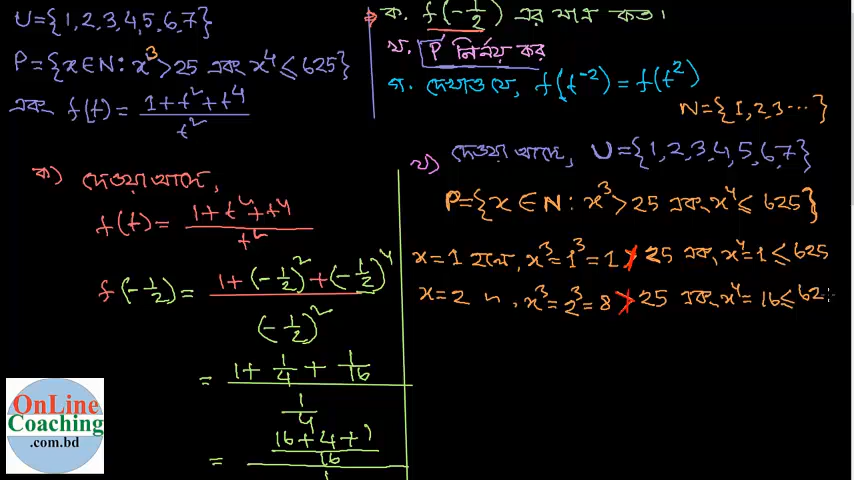 U={1,2,3,4,5,6,7}
P={x∈N: x³>25 এবং x⁴≤625}
এবং f(t)= (1+t²+t⁴)/t²
ক. f(-1/2) এর মান কত।
খ. P' নির্ণয় কর
গ. দেখাও যে, f(t⁻²)=f(t²)
N={1,2,3...}
ক) দেওয়া আছে,
f(t)= (1+t²+t⁴)/t²
f(-1/2)= (1+(-1/2)²+(-1/2)⁴)/(-1/2)²
= (1+1/4+1/16)/(1/4)
= (16+4+1)/16
খ) দেওয়া আছে, U={1,2,3,4,5,6,7}
P={x∈N: x³>25 এবং x⁴≤625}
x=1 হলে, x³=1³=1≯25 এবং x⁴=1≤625
x=2 " , x³=2³=8≯25 এবং x⁴=16≤62
OnLine
Coaching
.com.bd